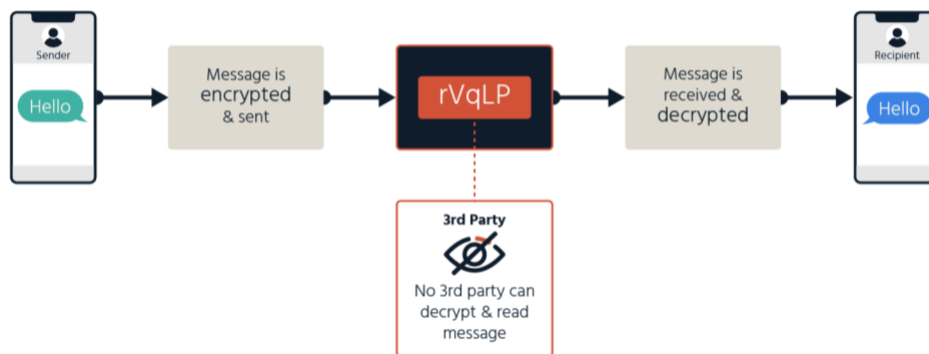 Sender
Hello
Message is
encrypted
& sent
rVqLP
Message is
received &
decrypted
Recipient
Hello
3rd Party
No 3rd party can
decrypt & read
message